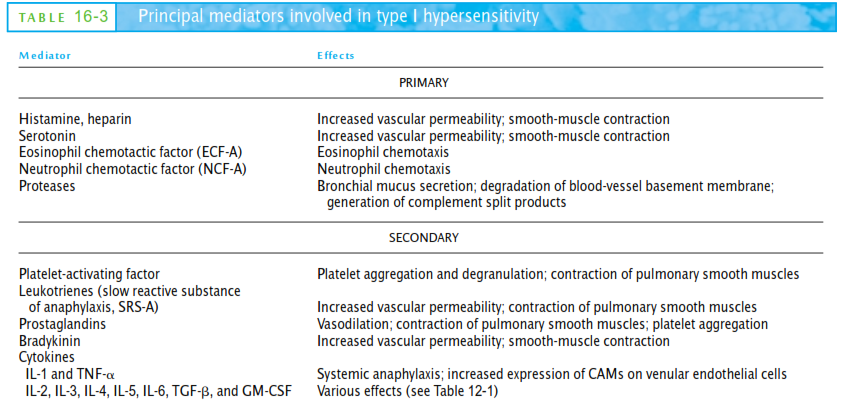 TABLE 16-3 Principal mediators involved in type I hypersensitivity
Mediator Effects
PRIMARY
Histamine, heparin Increased vascular permeability; smooth-muscle contraction
Serotonin Increased vascular permeability; smooth-muscle contraction
Eosinophil chemotactic factor (ECF-A) Eosinophil chemotaxis
Neutrophil chemotactic factor (NCF-A) Neutrophil chemotaxis
Proteases Bronchial mucus secretion; degradation of blood-vessel basement membrane;
generation of complement split products
SECONDARY
Platelet-activating factor Platelet aggregation and degranulation; contraction of pulmonary smooth muscles
Leukotrienes (slow reactive substance
of anaphylaxis, SRS-A) Increased vascular permeability; contraction of pulmonary smooth muscles
Prostaglandins Vasodilation; contraction of pulmonary smooth muscles; platelet aggregation
Bradykinin Increased vascular permeability; smooth-muscle contraction
Cytokines
IL-1 and TNF-α Systemic anaphylaxis; increased expression of CAMs on venular endothelial cells
IL-2, IL-3, IL-4, IL-5, IL-6, TGF-β, and GM-CSF Various effects (see Table 12-1)